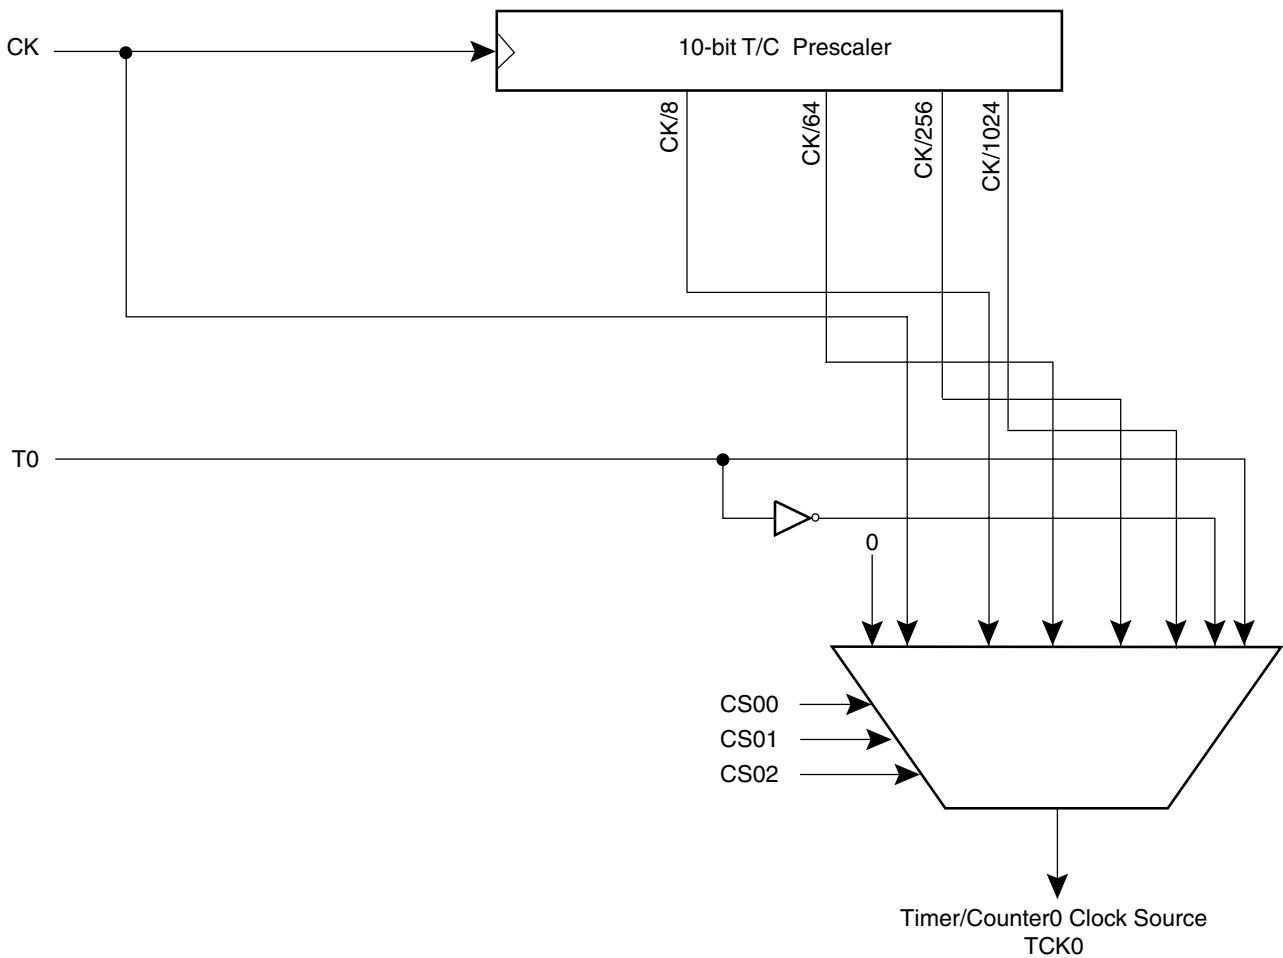 CK
10-bit T/C Prescaler
CK/8
CK/64
CK/256
CK/1024
T0
0
CS00
CS01
CS02
Timer/Counter0 Clock Source
TCK0